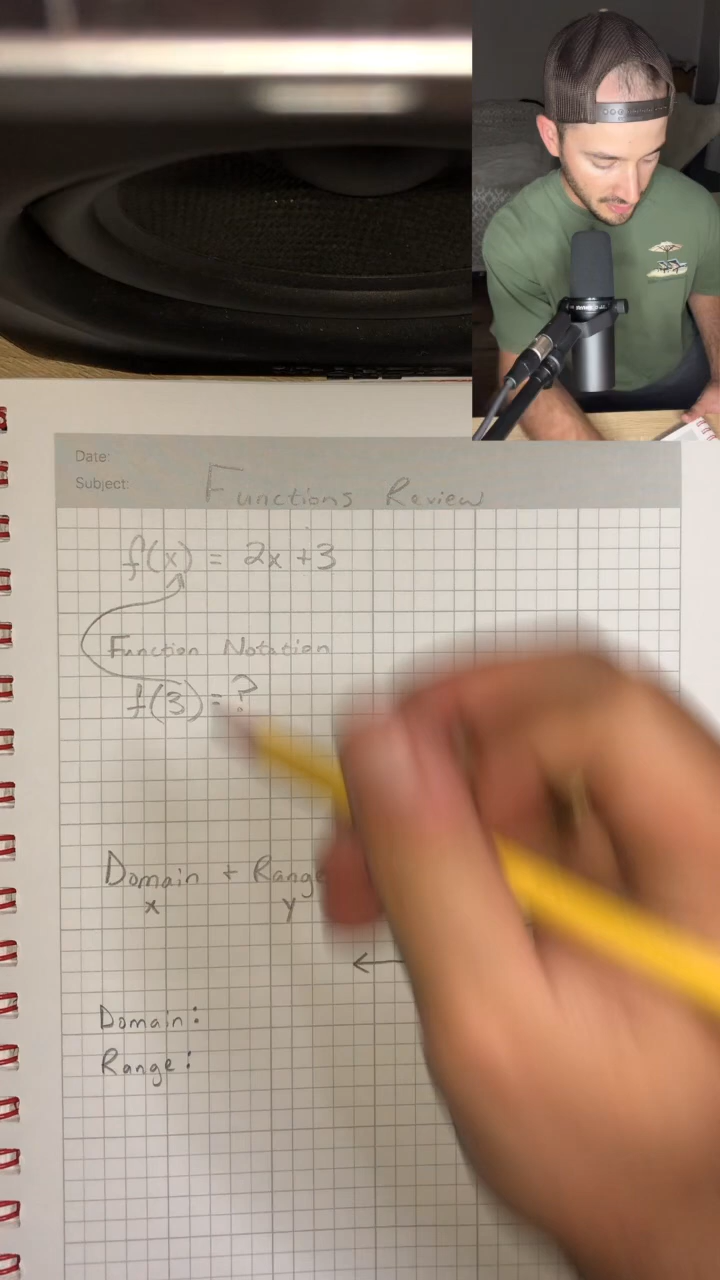 Date:
Subject: Functions Review
f(x) = 2x + 3
Function Notation
f(3) = ?
Domain + Range
x y
Domain:
Range: